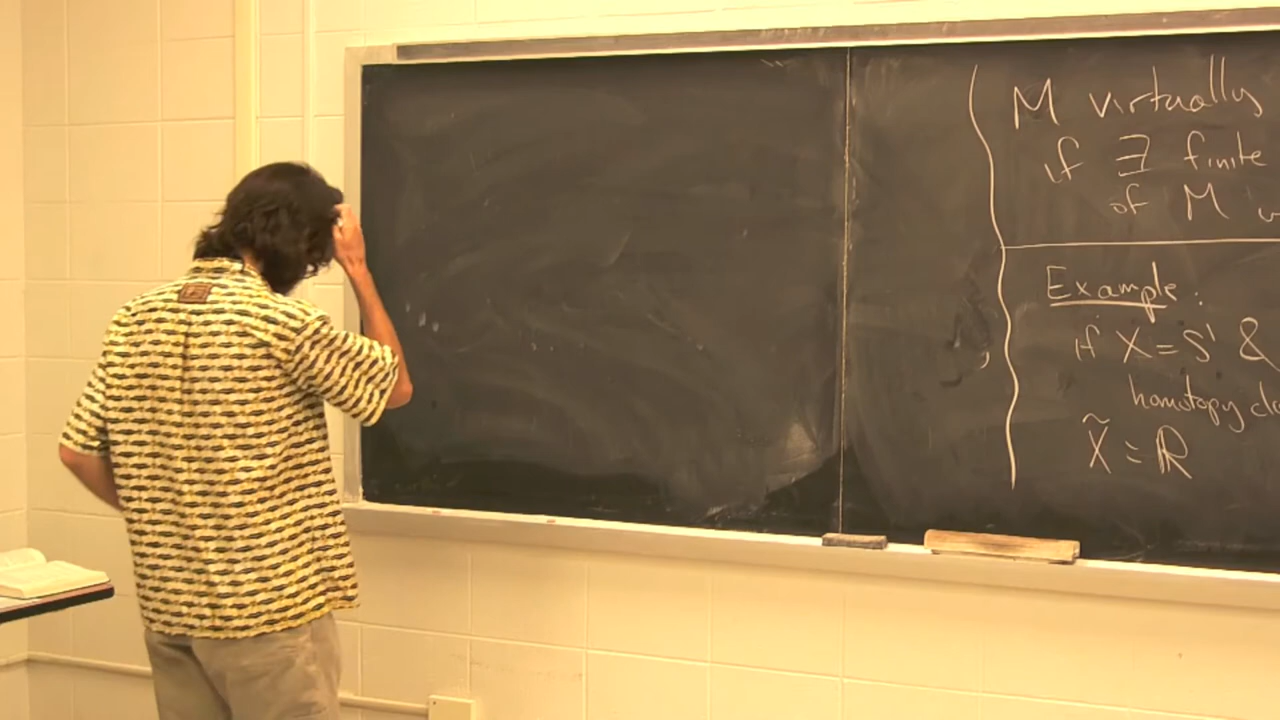 M virtually
if ∃ finite
of M
Example:
if X = S¹ &
homotopy
X̃ = ℝ